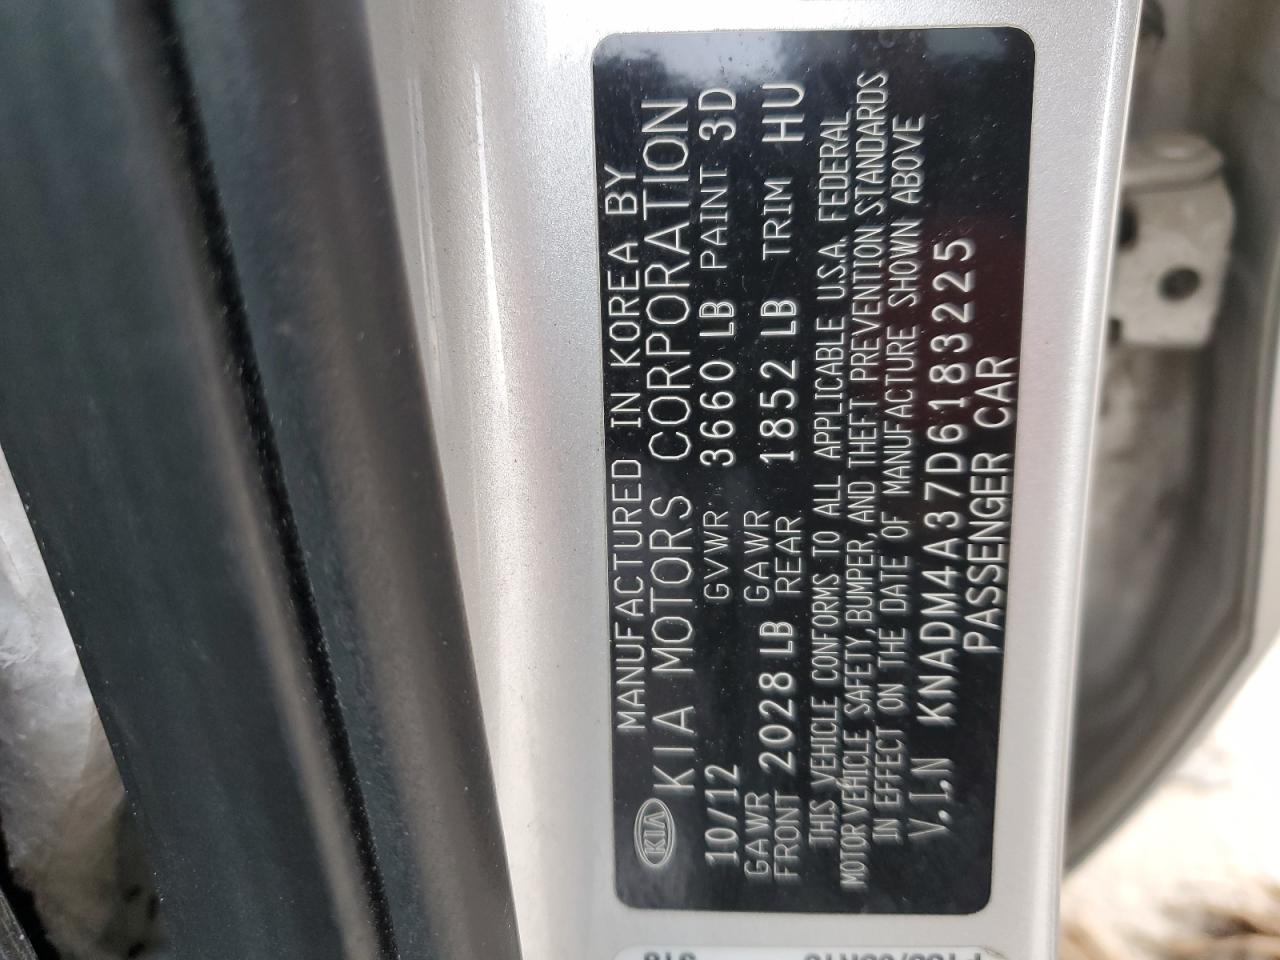 MANUFACTURED IN KOREA BY
KIA KIA MOTORS CORPORATION
10/12 GVWR 3660 LB PAINT 3D
GAWR FRONT 2028 LB GAWR REAR 1852 LB TRIM HU
THIS VEHICLE CONFORMS TO ALL APPLICABLE U.S.A. FEDERAL
MOTOR VEHICLE SAFETY, BUMPER, AND THEFT PREVENTION STANDARDS
IN EFFECT ON THE DATE OF MANUFACTURE SHOWN ABOVE
V.I.N KNADM4A37D6183225
PASSENGER CAR